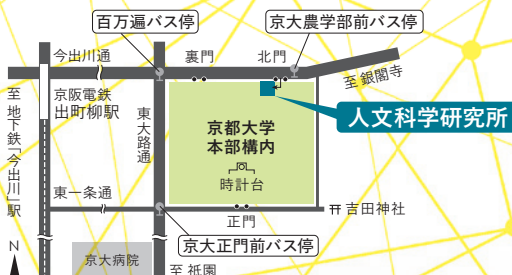 百万遍バス停
京大農学部前バス停
今出川通
裏門
北門
至 銀閣寺
至 地下鉄「今出川」駅
京阪電鉄
出町柳駅
東大路通
人文科学研究所
京都大学
本部構内
時計台
東一条通
正門
吉田神社
京大正門前バス停
N
京大病院
至 祇園